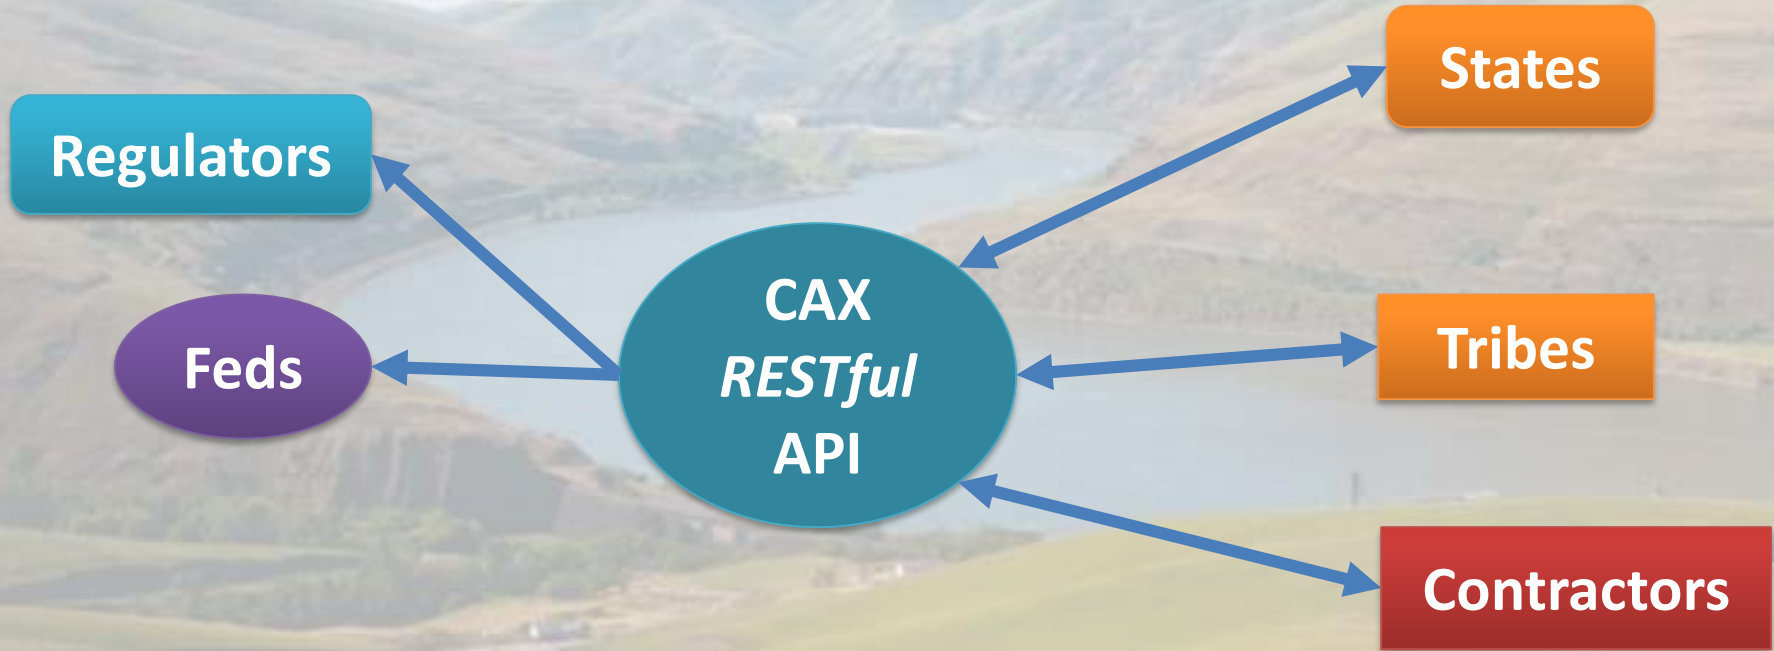 States
Regulators
CAX
RESTful
API
Feds
Tribes
Contractors